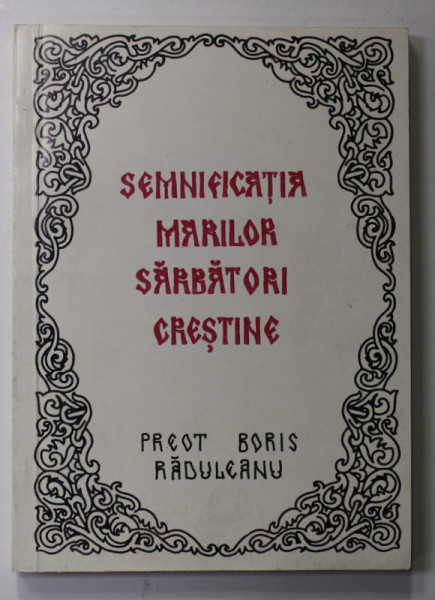 SEMNIFICAȚIA
MARILOR
SĂRBĂTORI
CREȘTINE
PREOT BORIS
RĂDULEANU